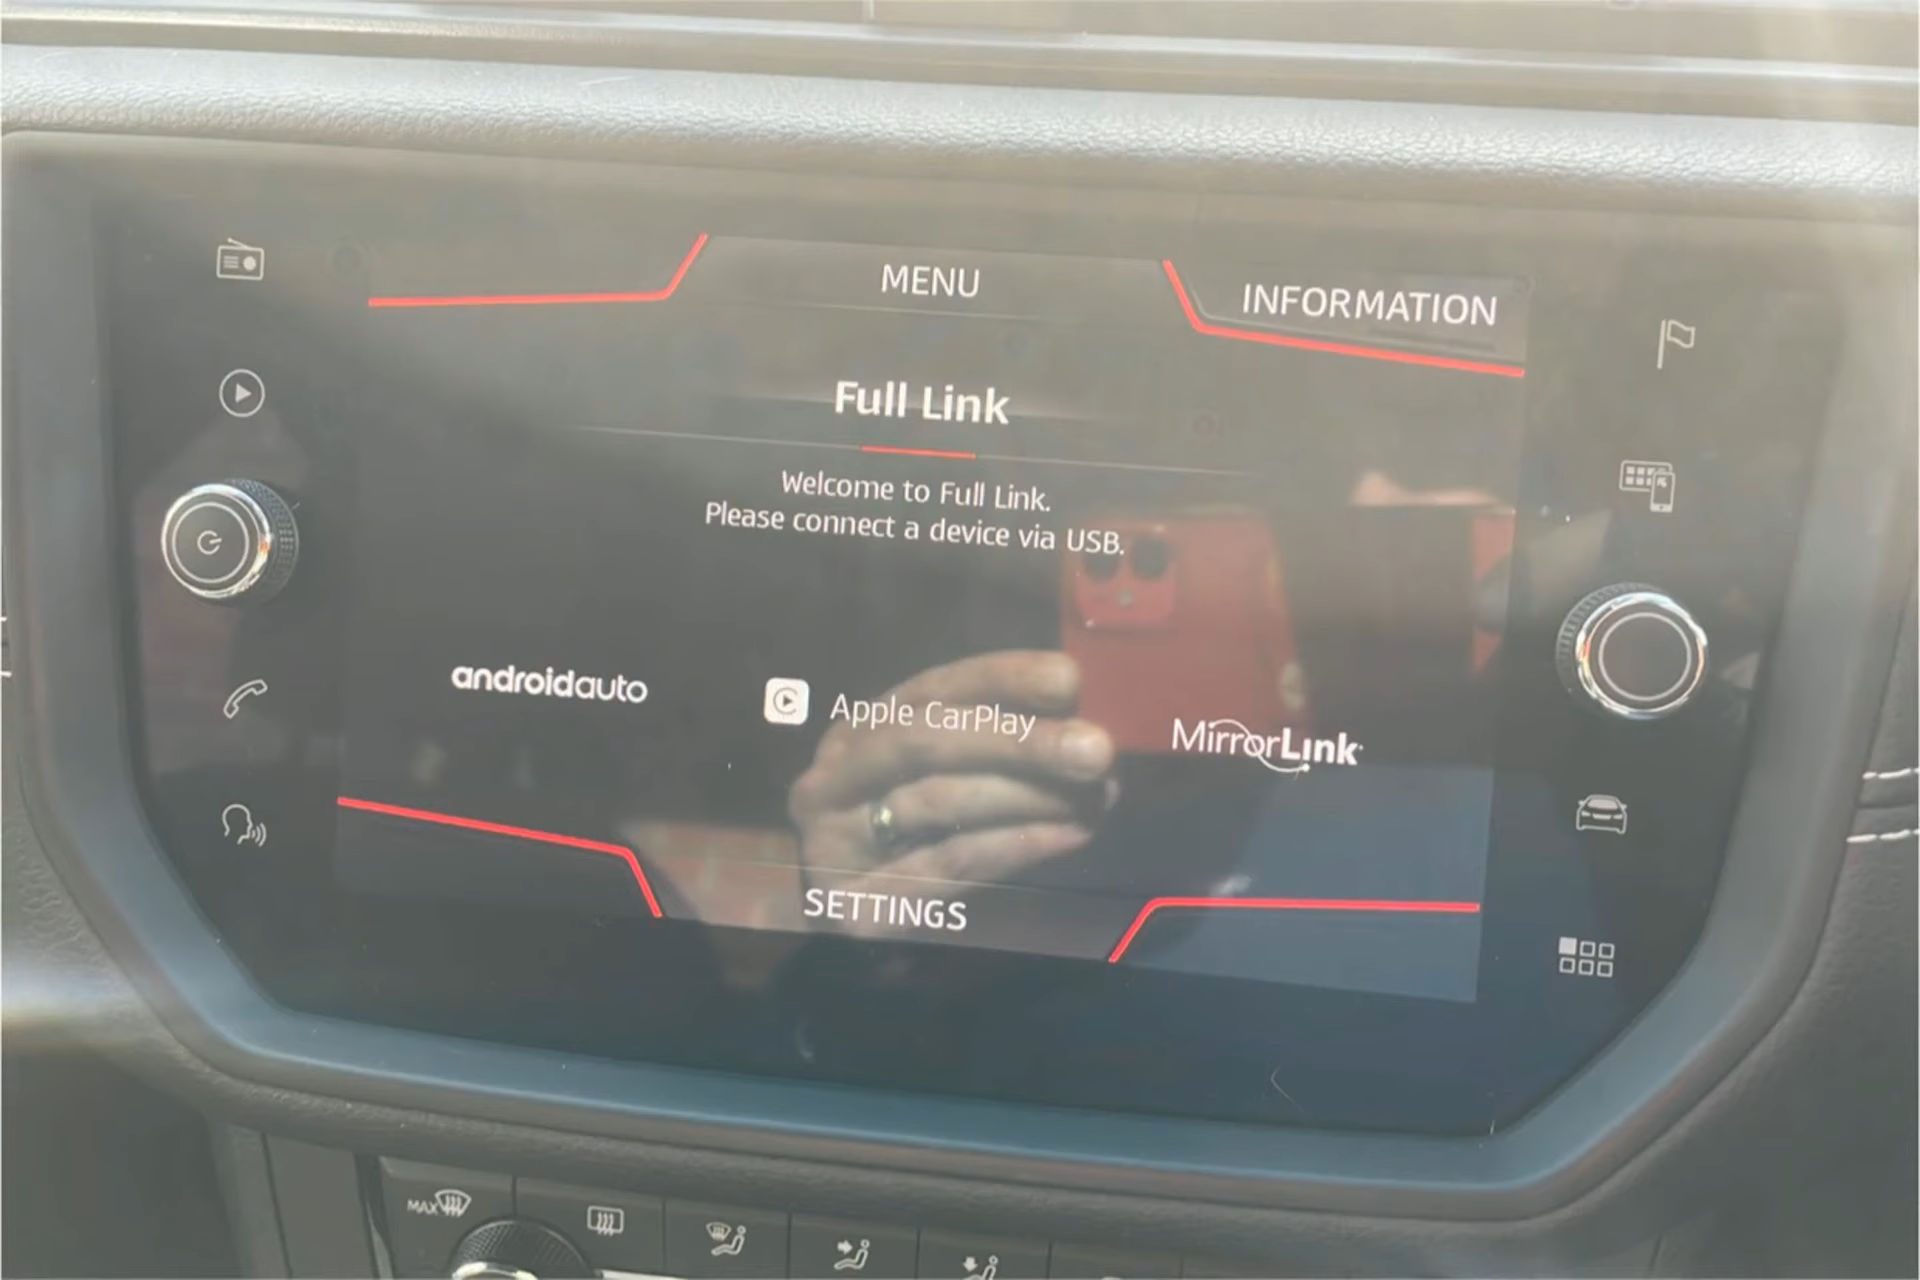 MENU
INFORMATION
Full Link
Welcome to Full Link.
Please connect a device via USB.
androidauto
Apple CarPlay
MirrorLink
SETTINGS
MAX